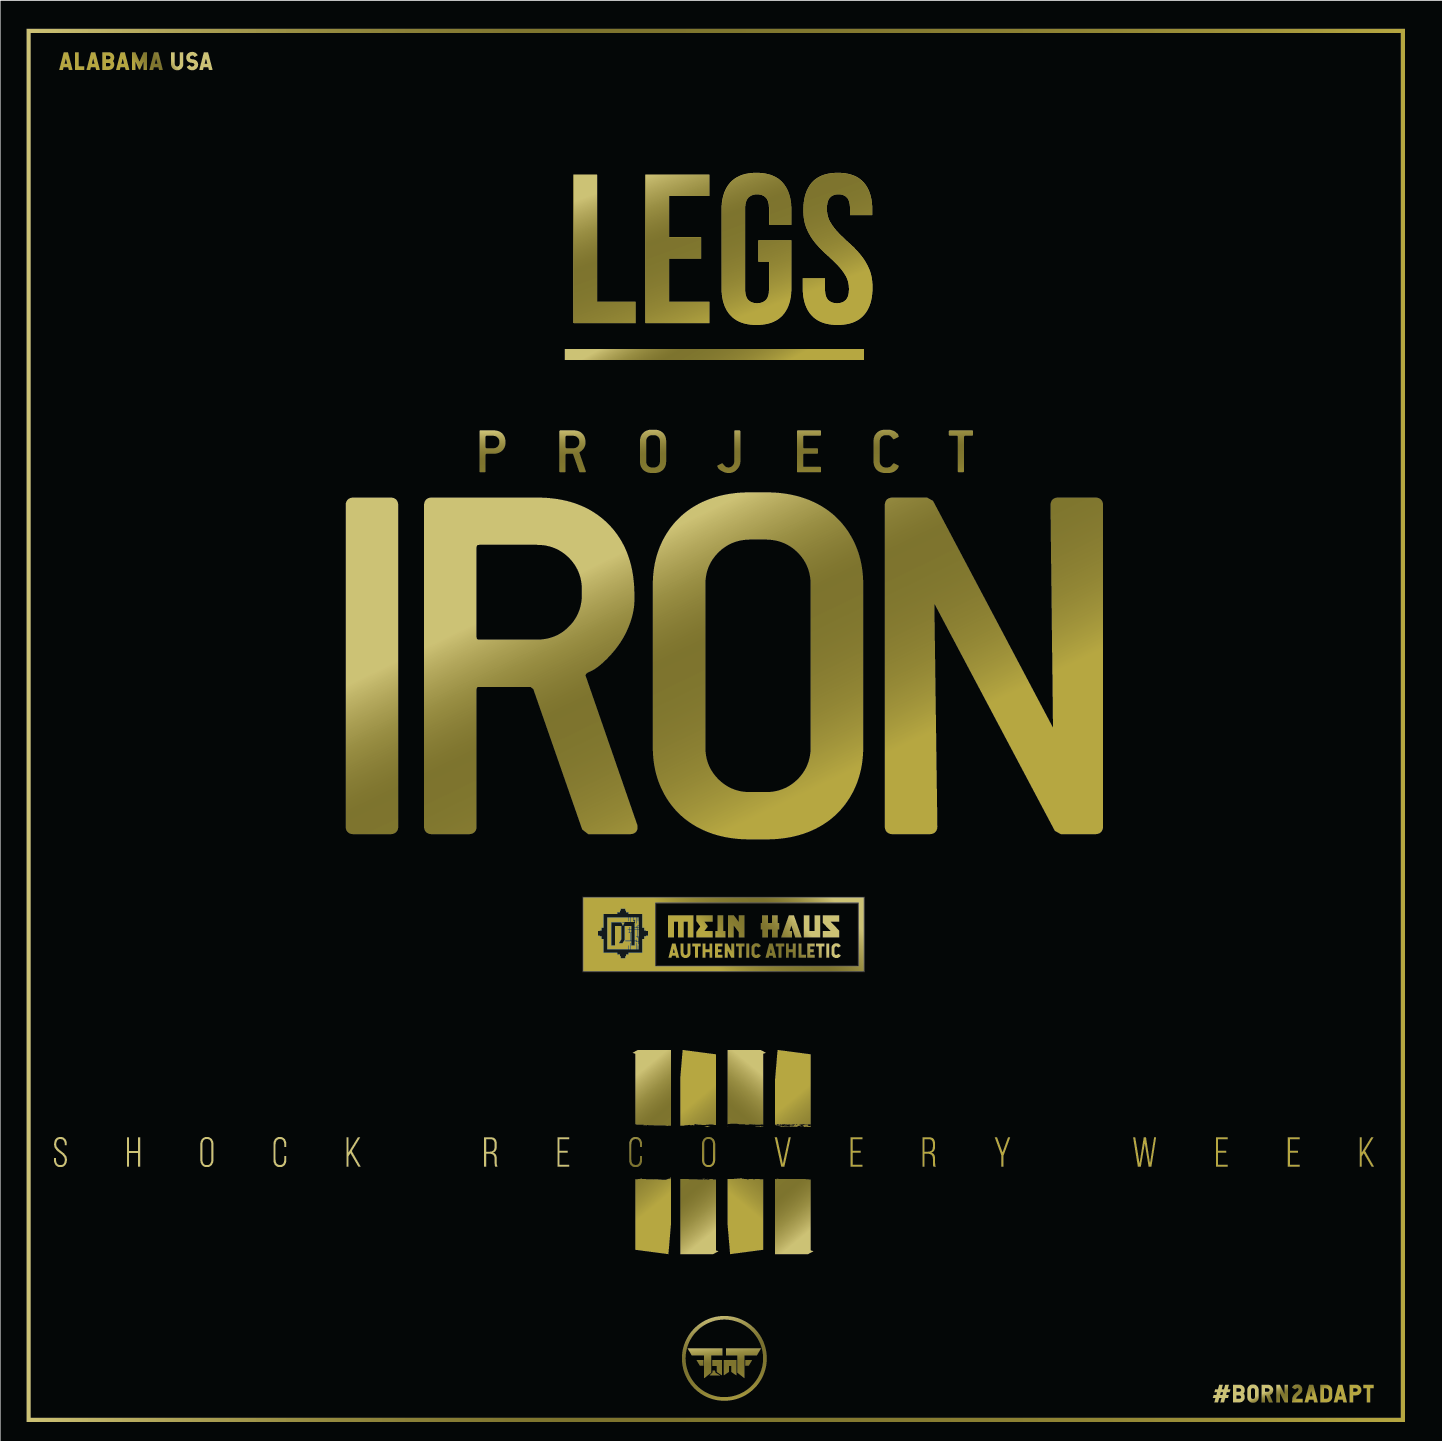 ALABAMA USA
LEGS
PROJECT
IRON
MEIN HAUS
AUTHENTIC ATHLETIC
SHOCK RECOVERY WEEK
#BORN2ADAPT